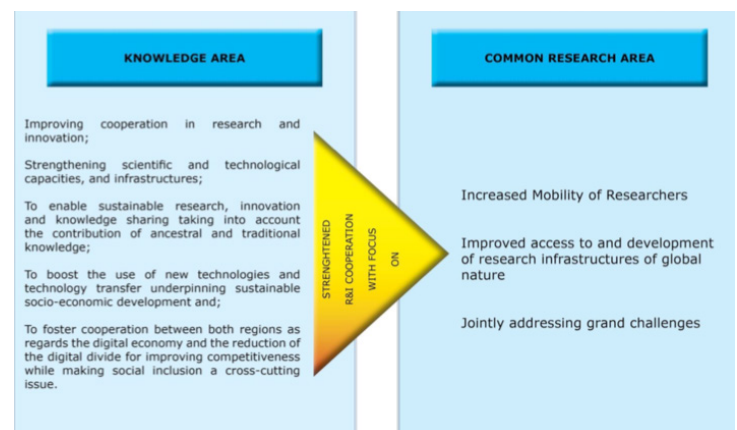 KNOWLEDGE AREA
Improving cooperation in research and
innovation;
Strengthening scientific and technological
capacities, and infrastructures;
To enable sustainable research, innovation
and knowledge sharing taking into account
the contribution of ancestral and traditional
knowledge;
To boost the use of new technologies and
technology transfer underpinning sustainable
socio-economic development and;
To foster cooperation between both regions as
regards the digital economy and the reduction of
the digital divide for improving competitiveness
while making social inclusion a cross-cutting
issue.
STRENGHTENED
R&I COOPERATION
WITH FOCUS
ON
COMMON RESEARCH AREA
Increased Mobility of Researchers
Improved access to and development
of research infrastructures of global
nature
Jointly addressing grand challenges